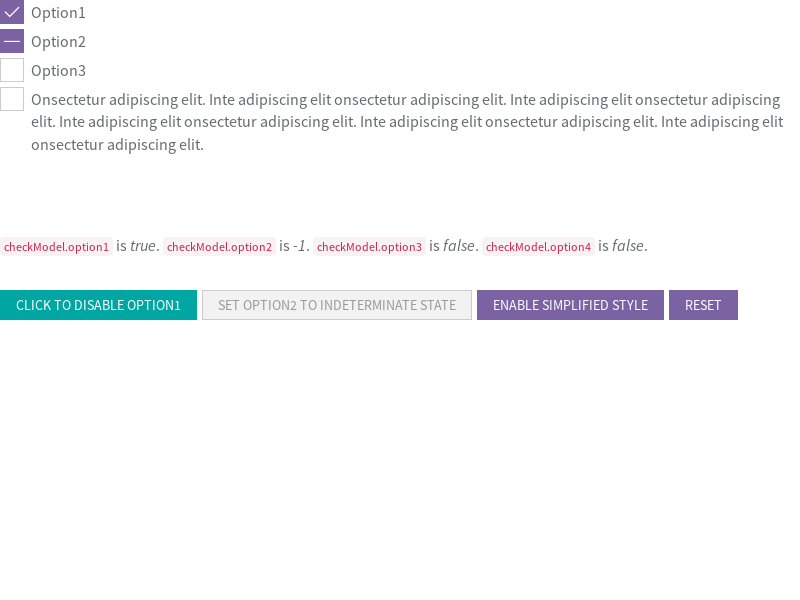 Option1
Option2
Option3
Onsectetur adipiscing elit. Inte adipiscing elit onsectetur adipiscing elit. Inte adipiscing elit onsectetur adipiscing
elit. Inte adipiscing elit onsectetur adipiscing elit. Inte adipiscing elit onsectetur adipiscing elit. Inte adipiscing elit
onsectetur adipiscing elit.
checkModel.option1 is true. checkModel.option2 is -1. checkModel.option3 is false. checkModel.option4 is false.
CLICK TO DISABLE OPTION1 SET OPTION2 TO INDETERMINATE STATE ENABLE SIMPLIFIED STYLE RESET